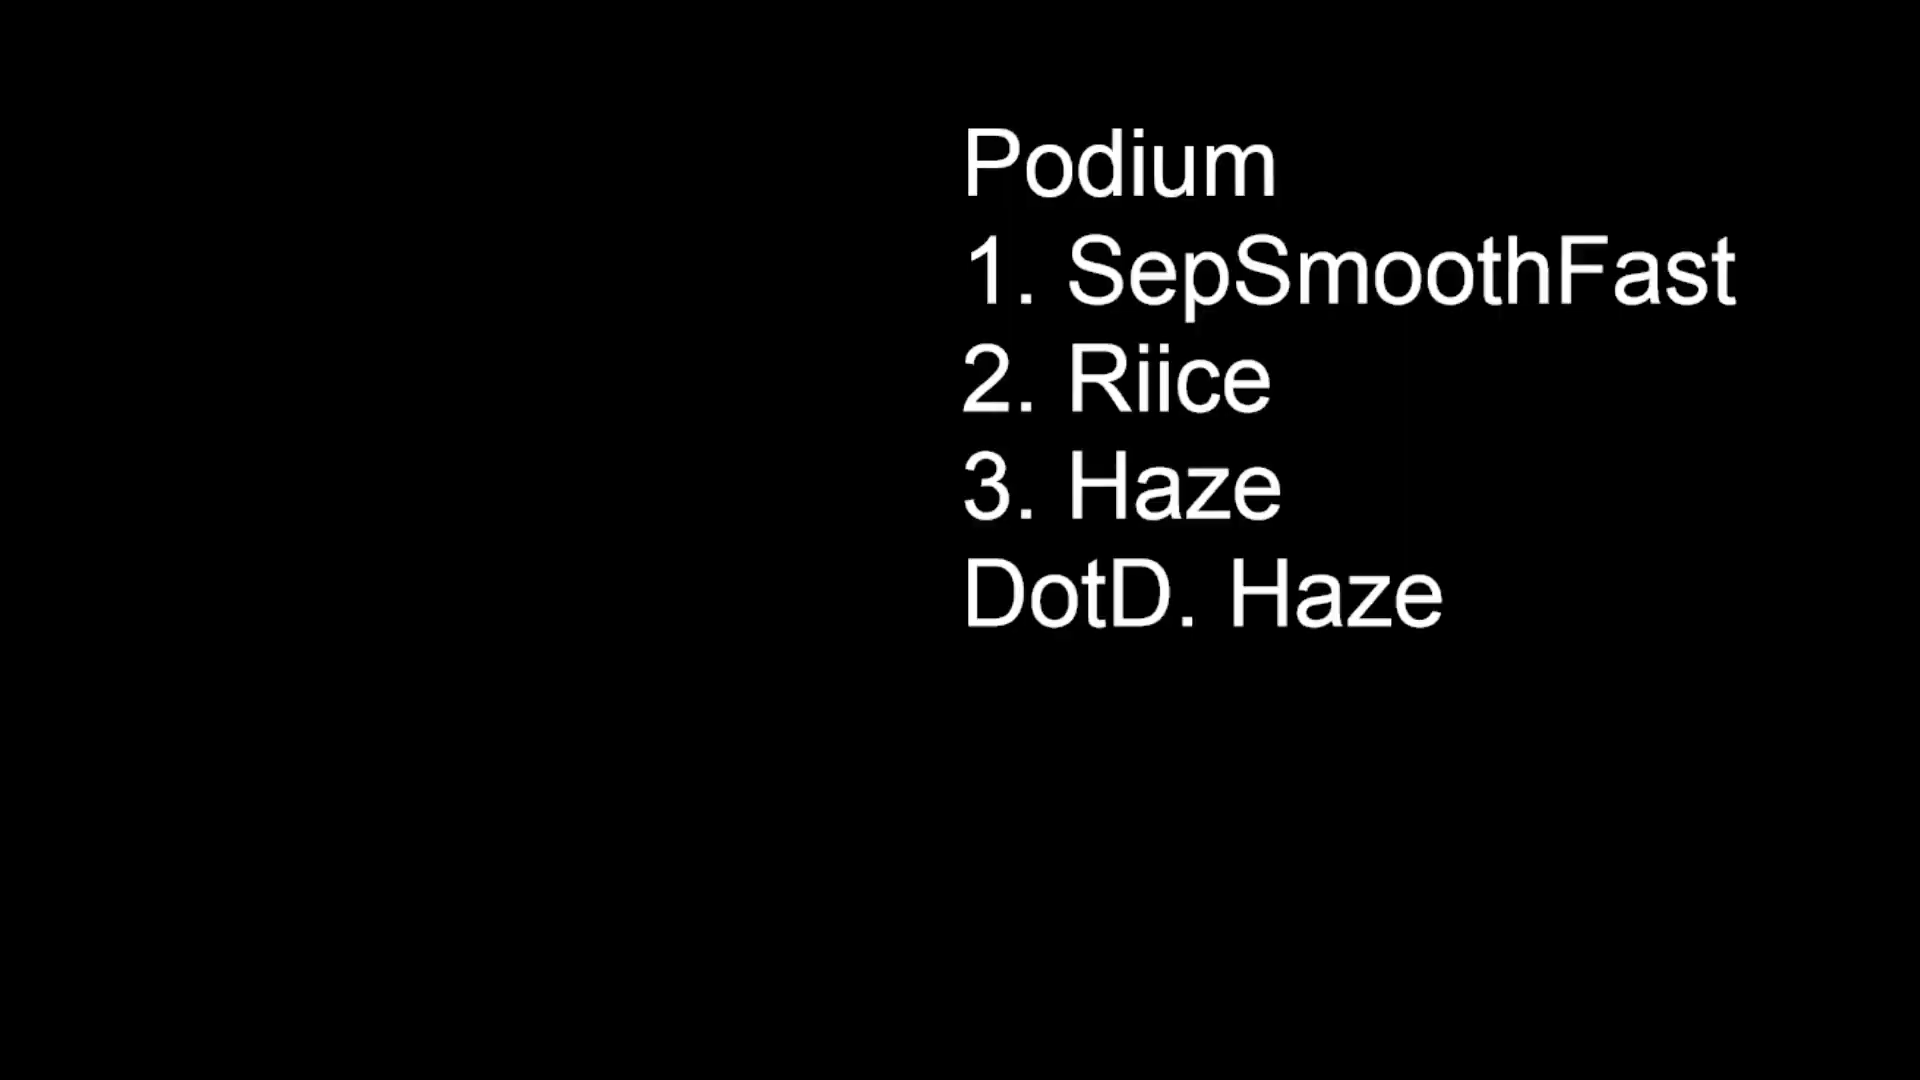 Podium
1. SepSmoothFast
2. Riice
3. Haze
DotD. Haze